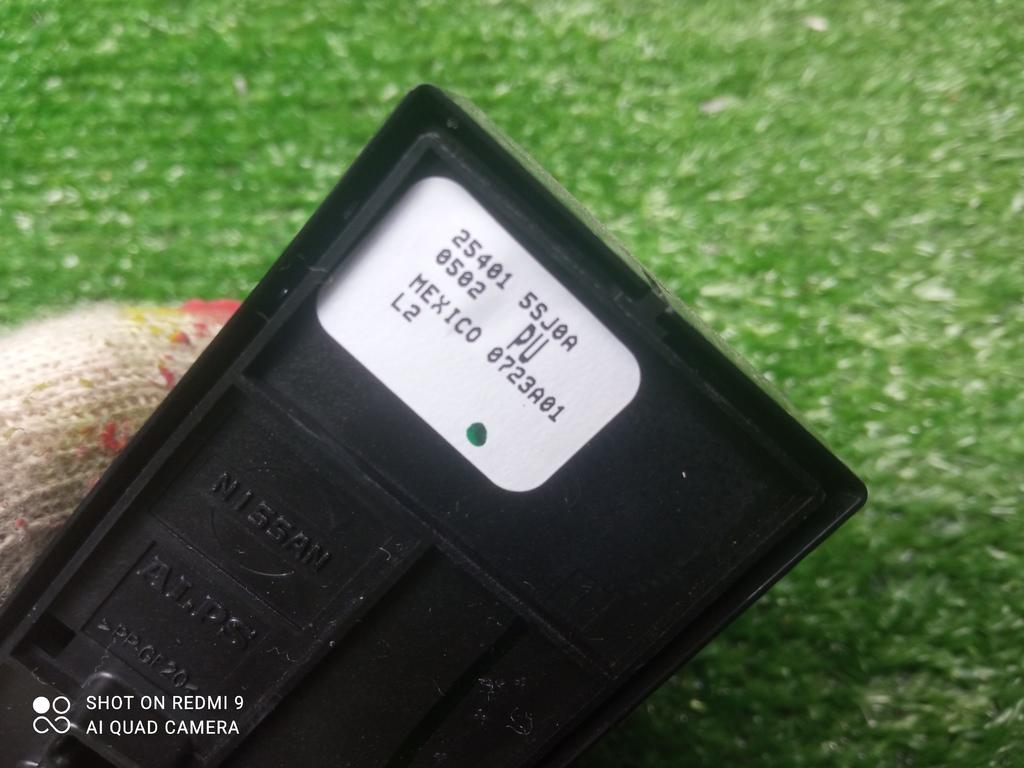 25401 5SJ0A
0502 PU
MEXICO 0723A01
L2
NISSAN
ALPS
>PP-GF20<
SHOT ON REDMI 9
AI QUAD CAMERA